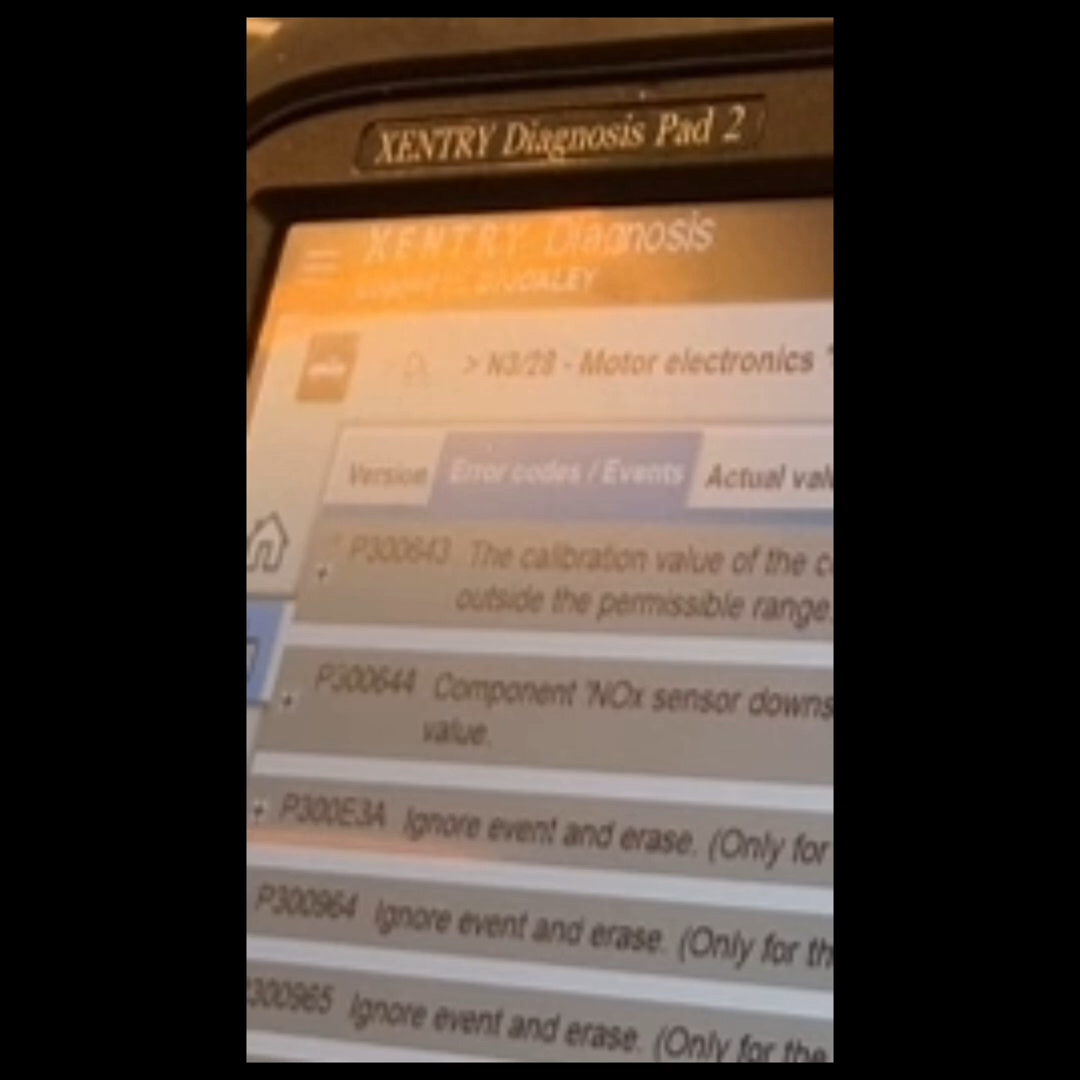 XENTRY Diagnosis Pad 2
XENTRY Diagnosis
OAKLEY
> N3/28 - Motor electronics "
Version Error codes / Events Actual valu
P300643 The calibration value of the c
outside the permissible range.
P300644 Component "NOx sensor downs
value.
P300E3A Ignore event and erase. (Only for
P300964 Ignore event and erase. (Only for th
300965 Ignore event and erase. (Only for the